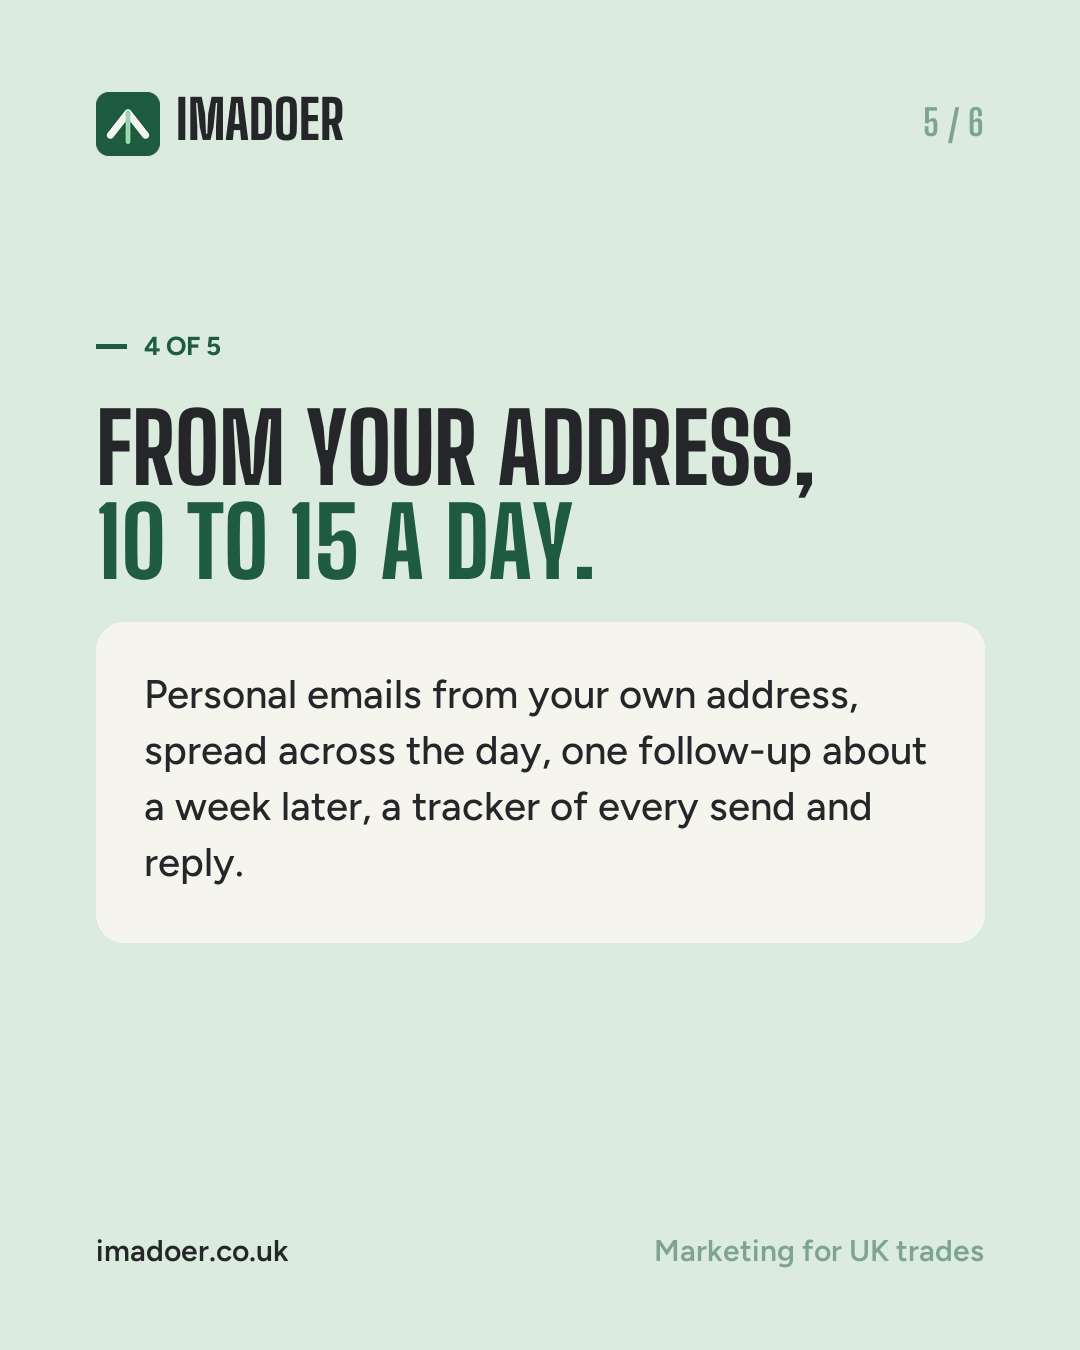 IMADOER
5 / 6
4 OF 5
FROM YOUR ADDRESS,
10 TO 15 A DAY.
Personal emails from your own address,
spread across the day, one follow-up about
a week later, a tracker of every send and
reply.
imadoer.co.uk
Marketing for UK trades